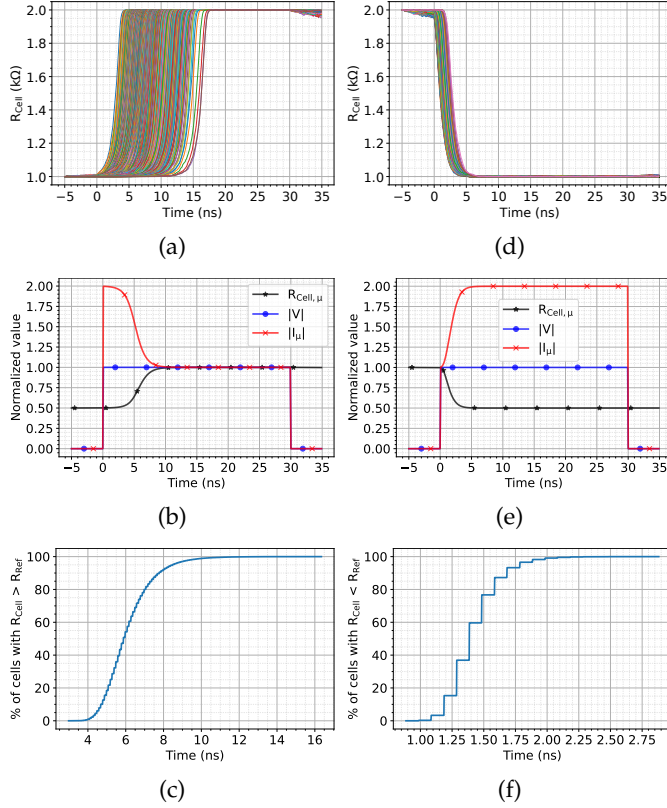 2.0
1.8
1.6
1.4
1.2
1.0
R_Cell (kΩ)
−5 0 5 10 15 20 25 30 35
Time (ns)
(a)
2.0
1.8
1.6
1.4
1.2
1.0
R_Cell (kΩ)
−5 0 5 10 15 20 25 30 35
Time (ns)
(d)
2.00
1.75
1.50
1.25
1.00
0.75
0.50
0.25
0.00
Normalized value
R_Cell, μ
|V|
|I_μ|
−5 0 5 10 15 20 25 30 35
Time (ns)
(b)
2.00
1.75
1.50
1.25
1.00
0.75
0.50
0.25
0.00
Normalized value
R_Cell, μ
|V|
|I_μ|
−5 0 5 10 15 20 25 30 35
Time (ns)
(e)
100
80
60
40
20
0
% of cells with R_Cell > R_Ref
4 6 8 10 12 14 16
Time (ns)
(c)
100
80
60
40
20
0
% of cells with R_Cell < R_Ref
1.00 1.25 1.50 1.75 2.00 2.25 2.50 2.75
Time (ns)
(f)